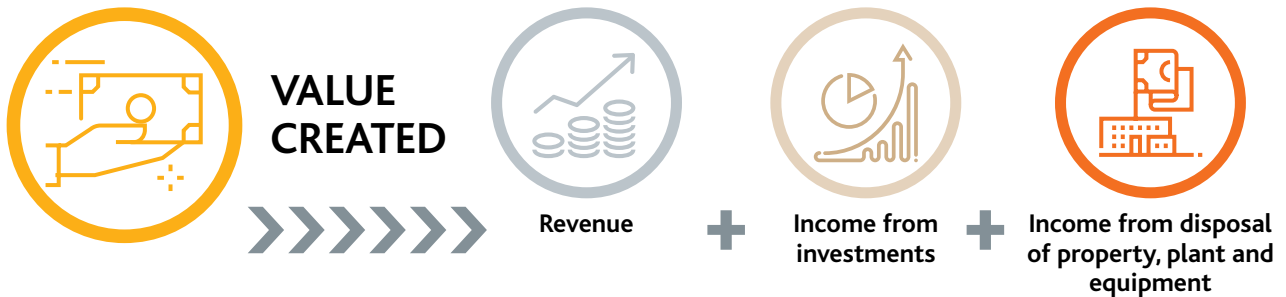 VALUE
CREATED
Revenue
+
Income from
investments
+
Income from disposal
of property, plant and
equipment